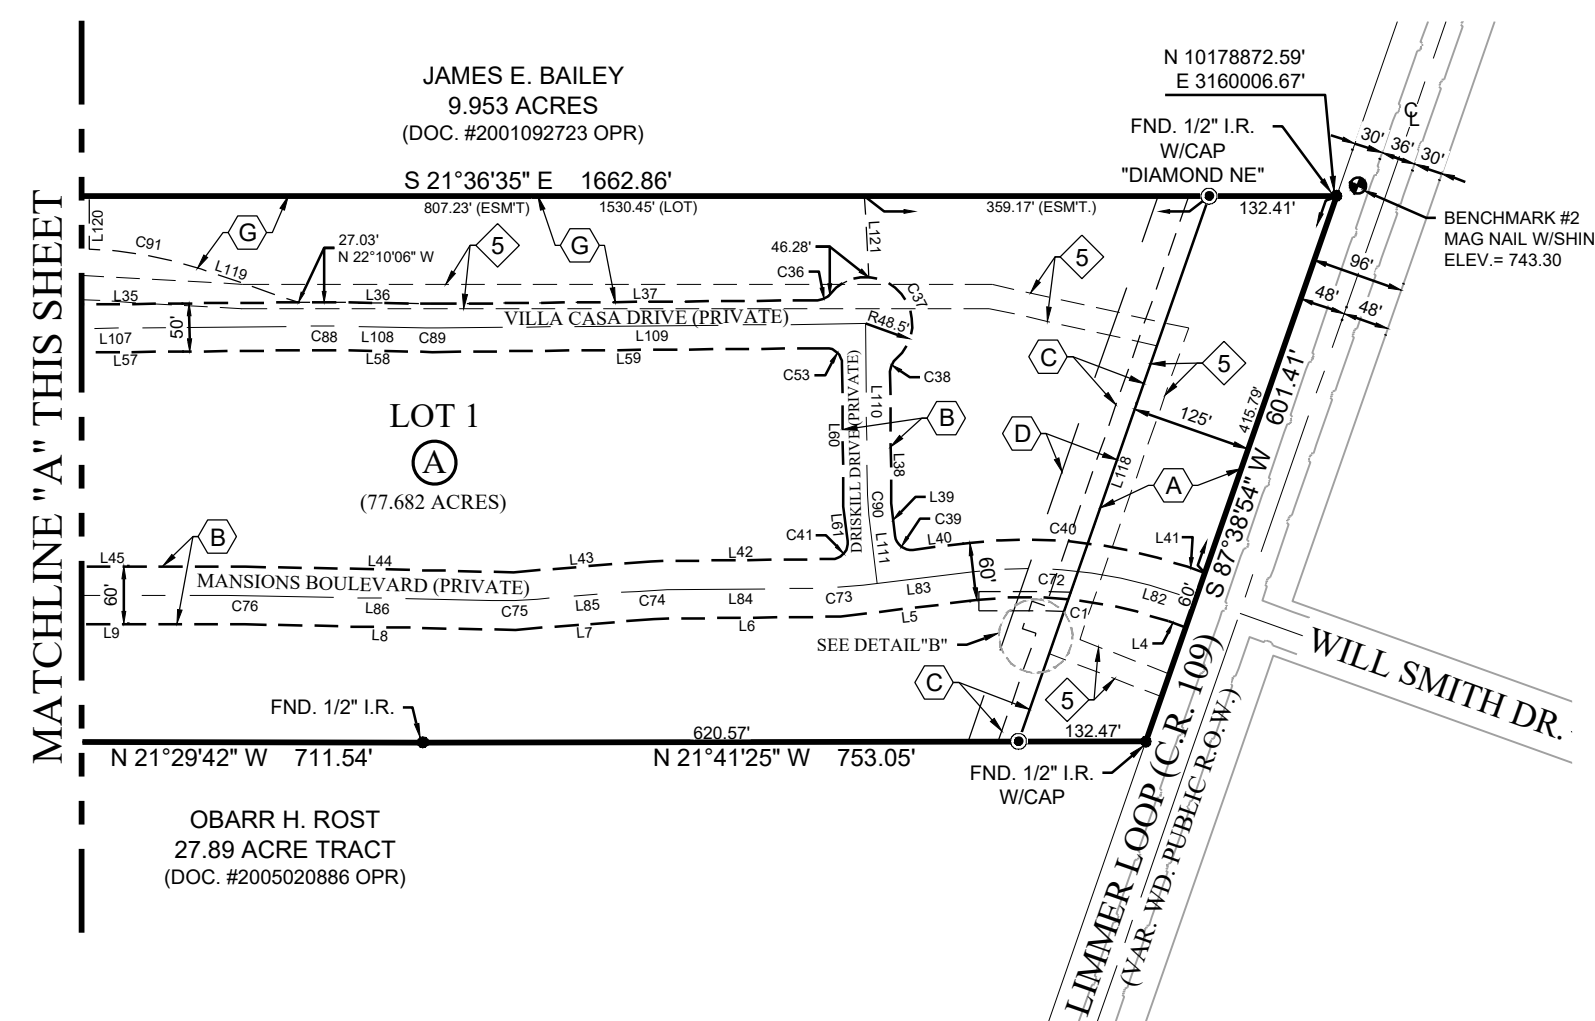 JAMES E. BAILEY
9.953 ACRES
(DOC. #2001092723 OPR)
N 10178872.59'
E 3160006.67'
FND. 1/2" I.R.
W/CAP
"DIAMOND NE"
℄
30'
36'
30'
S 21°36'35" E 1662.86'
807.23' (ESM'T)
1530.45' (LOT)
359.17' (ESM'T.)
132.41'
BENCHMARK #2
MAG NAIL W/SHIN
ELEV.= 743.30
MATCHLINE "A" THIS SHEET
L120
C91
G
L119
27.03'
N 22°10'06" W
5
G
46.28'
C36
L121
C37
5
96'
48'
48'
L35
L36
L37
VILLA CASA DRIVE (PRIVATE)
R48.5'
50'
L107
C88
L108
C89
L109
L57
L58
L59
C53
C38
C
5
LOT 1
A
(77.682 ACRES)
DRISKILL DRIVE (PRIVATE)
L110
L60
B
L38
C90
L39
C39
L61
L111
C41
D
125'
L118
A
415.79'
S 87°38'54" W 601.41'
B
L45
L44
L43
L42
L40
C40
L41
60'
MANSIONS BOULEVARD (PRIVATE)
60'
60'
C76
L86
C75
L85
C74
L84
C73
L83
C72
L82
L9
L8
L7
L6
L5
C1
L4
SEE DETAIL"B"
C
5
WILL SMITH DR.
FND. 1/2" I.R.
620.57'
132.47'
N 21°29'42" W 711.54'
N 21°41'25" W 753.05'
FND. 1/2" I.R.
W/CAP
OBARR H. ROST
27.89 ACRE TRACT
(DOC. #2005020886 OPR)
LIMMER LOOP (C.R. 109)
(VAR. WD. PUBLIC R.O.W.)